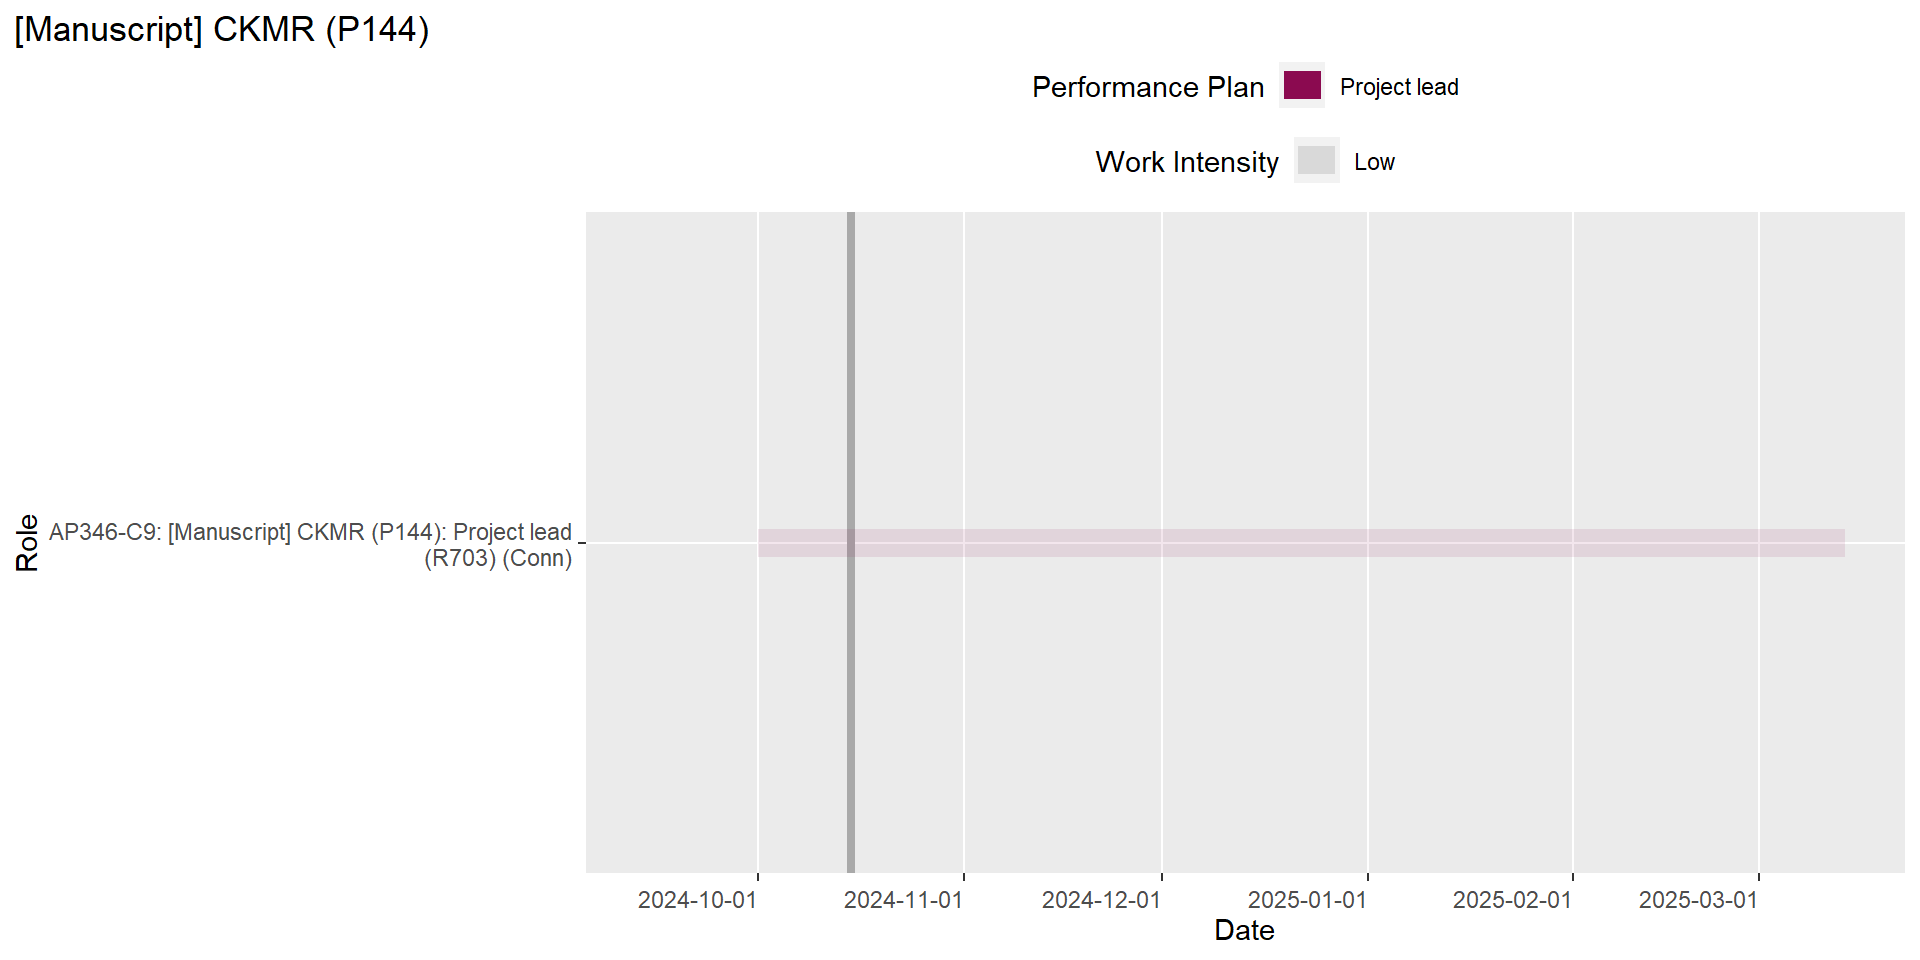 [Manuscript] CKMR (P144)
Performance Plan
Project lead
Work Intensity
Low
Role
AP346-C9: [Manuscript] CKMR (P144): Project lead
(R703) (Conn)
2024-10-01
2024-11-01
2024-12-01
2025-01-01
2025-02-01
2025-03-01
Date